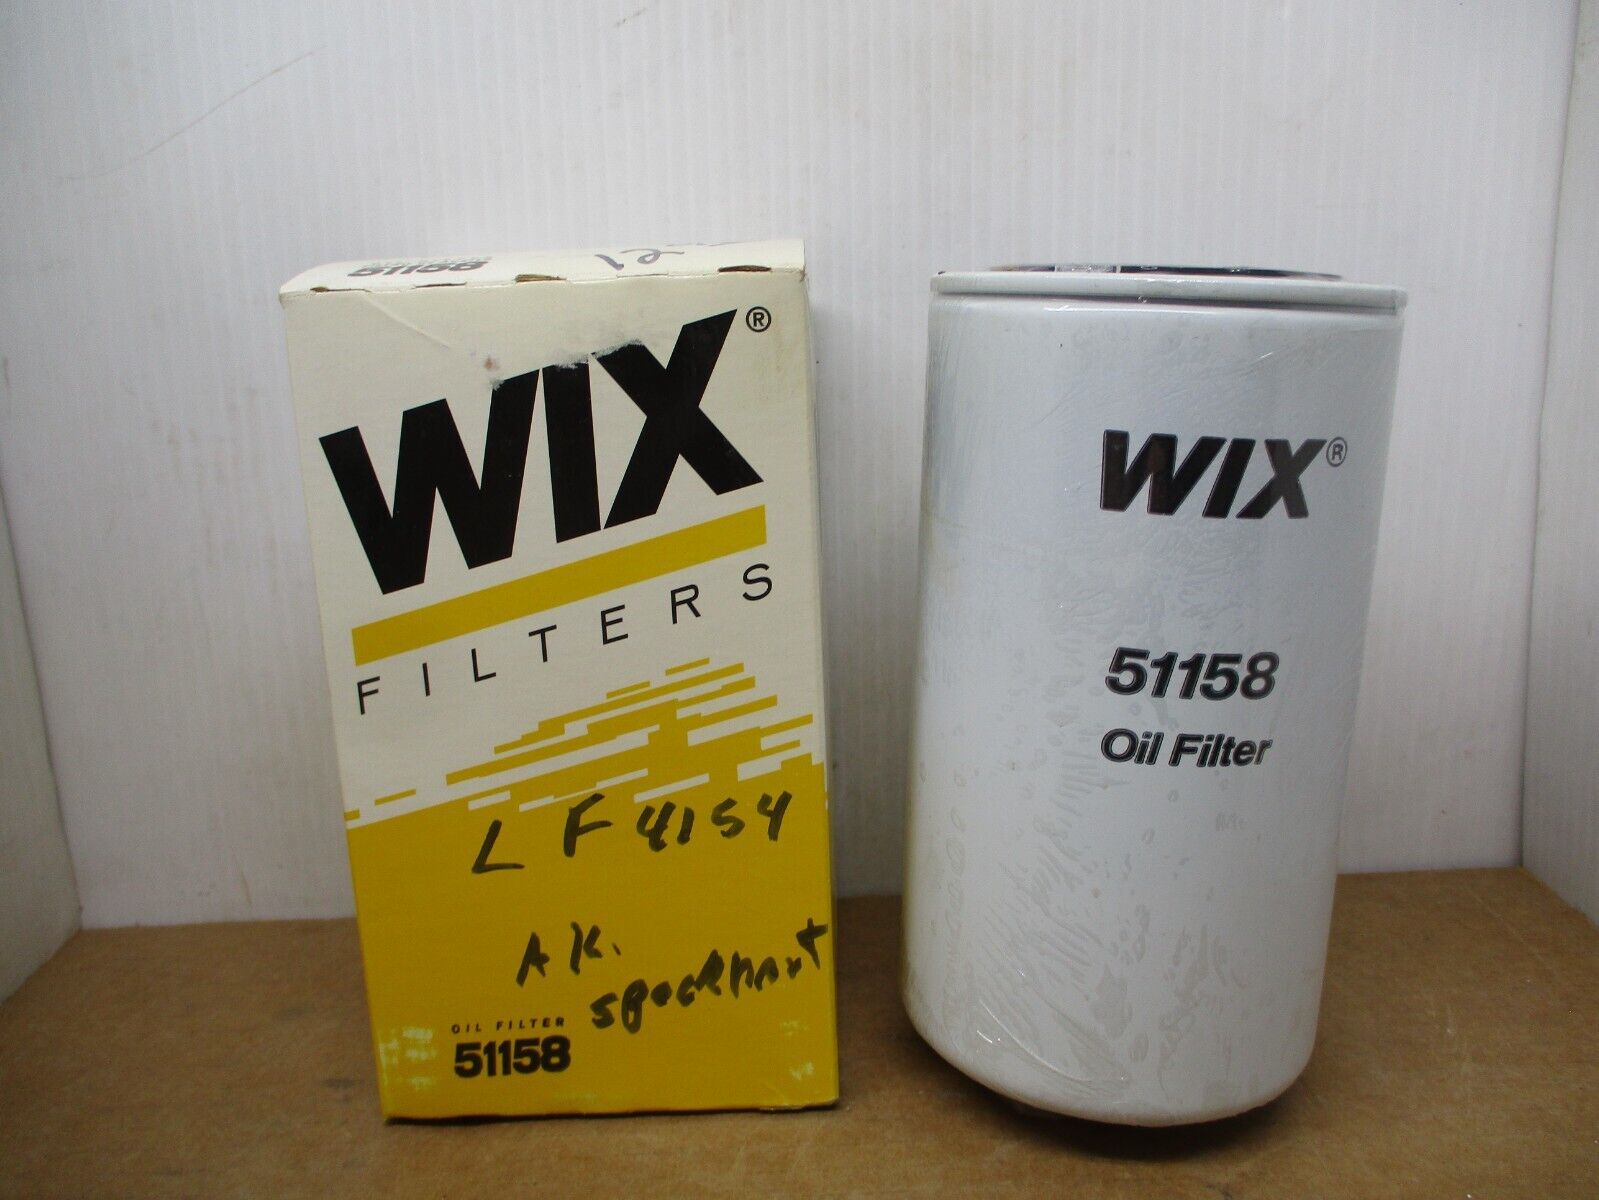 51158
WIX®
FILTERS
LF4154
AK.
OIL FILTER
51158
WIX®
51158
Oil Filter